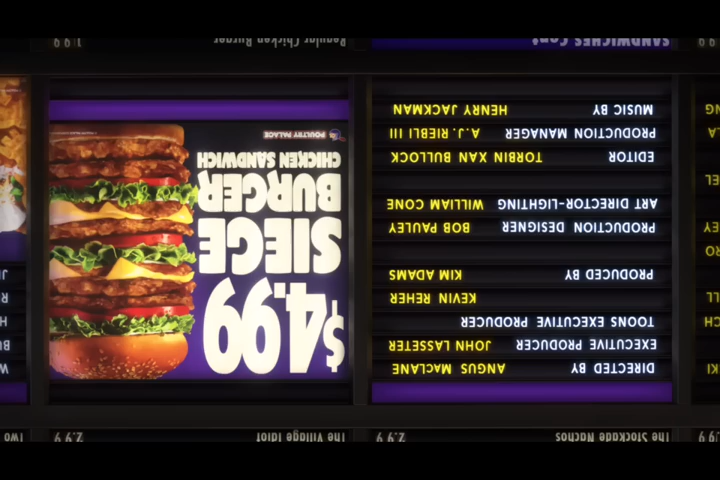 The Stockade Nachos 2.99
The Village Idiot 2.99
Two
DIRECTED BY ANGUS MacLANE
EXECUTIVE PRODUCER JOHN LASSETER
TOONS EXECUTIVE PRODUCER
KEVIN REHER
PRODUCED BY KIM ADAMS
PRODUCTION DESIGNER BOB PAULEY
ART DIRECTOR-LIGHTING WILLIAM CONE
EDITOR TORBIN XAN BULLOCK
PRODUCTION MANAGER A.J. RIEBLI III
MUSIC BY HENRY JACKMAN
$4.99
SIEGE
BURGER
CHICKEN SANDWICH
POULTRY PALACE
SANDWICHES Con't
Regular Chicken Burger 1.99